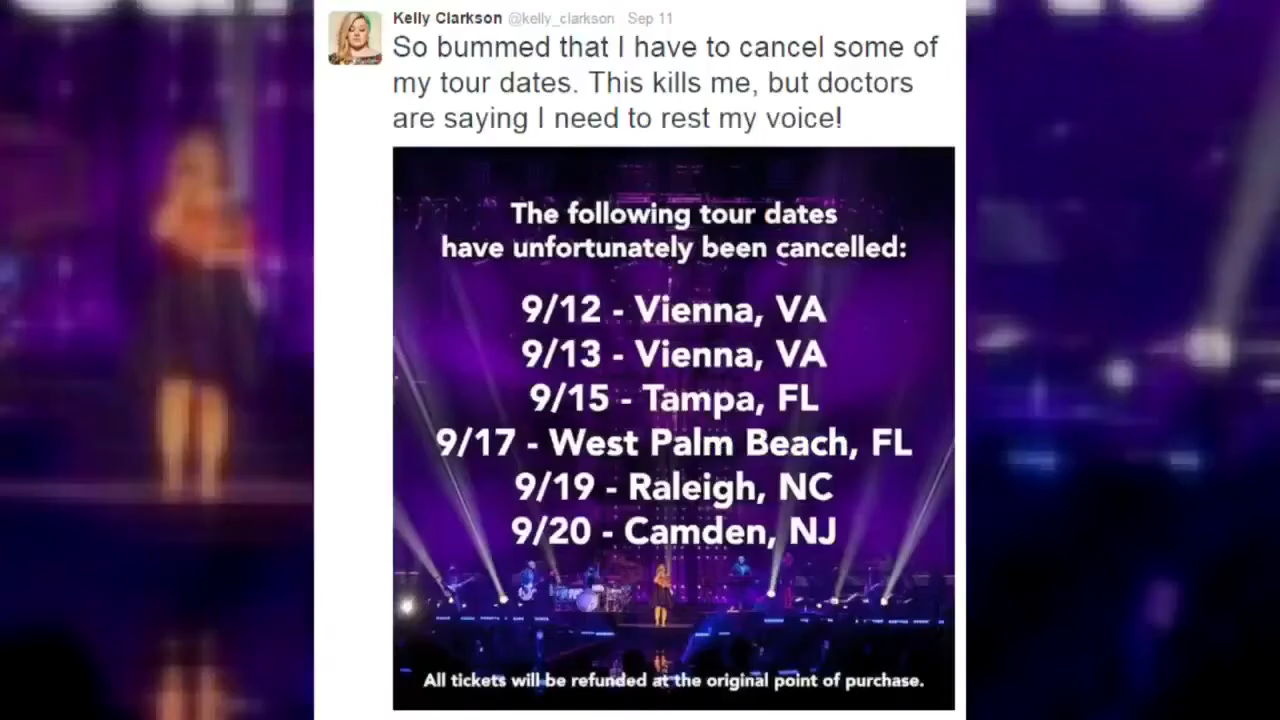 Kelly Clarkson @kelly_clarkson Sep 11
So bummed that I have to cancel some of
my tour dates. This kills me, but doctors
are saying I need to rest my voice!
The following tour dates
have unfortunately been cancelled:
9/12 - Vienna, VA
9/13 - Vienna, VA
9/15 - Tampa, FL
9/17 - West Palm Beach, FL
9/19 - Raleigh, NC
9/20 - Camden, NJ
All tickets will be refunded at the original point of purchase.